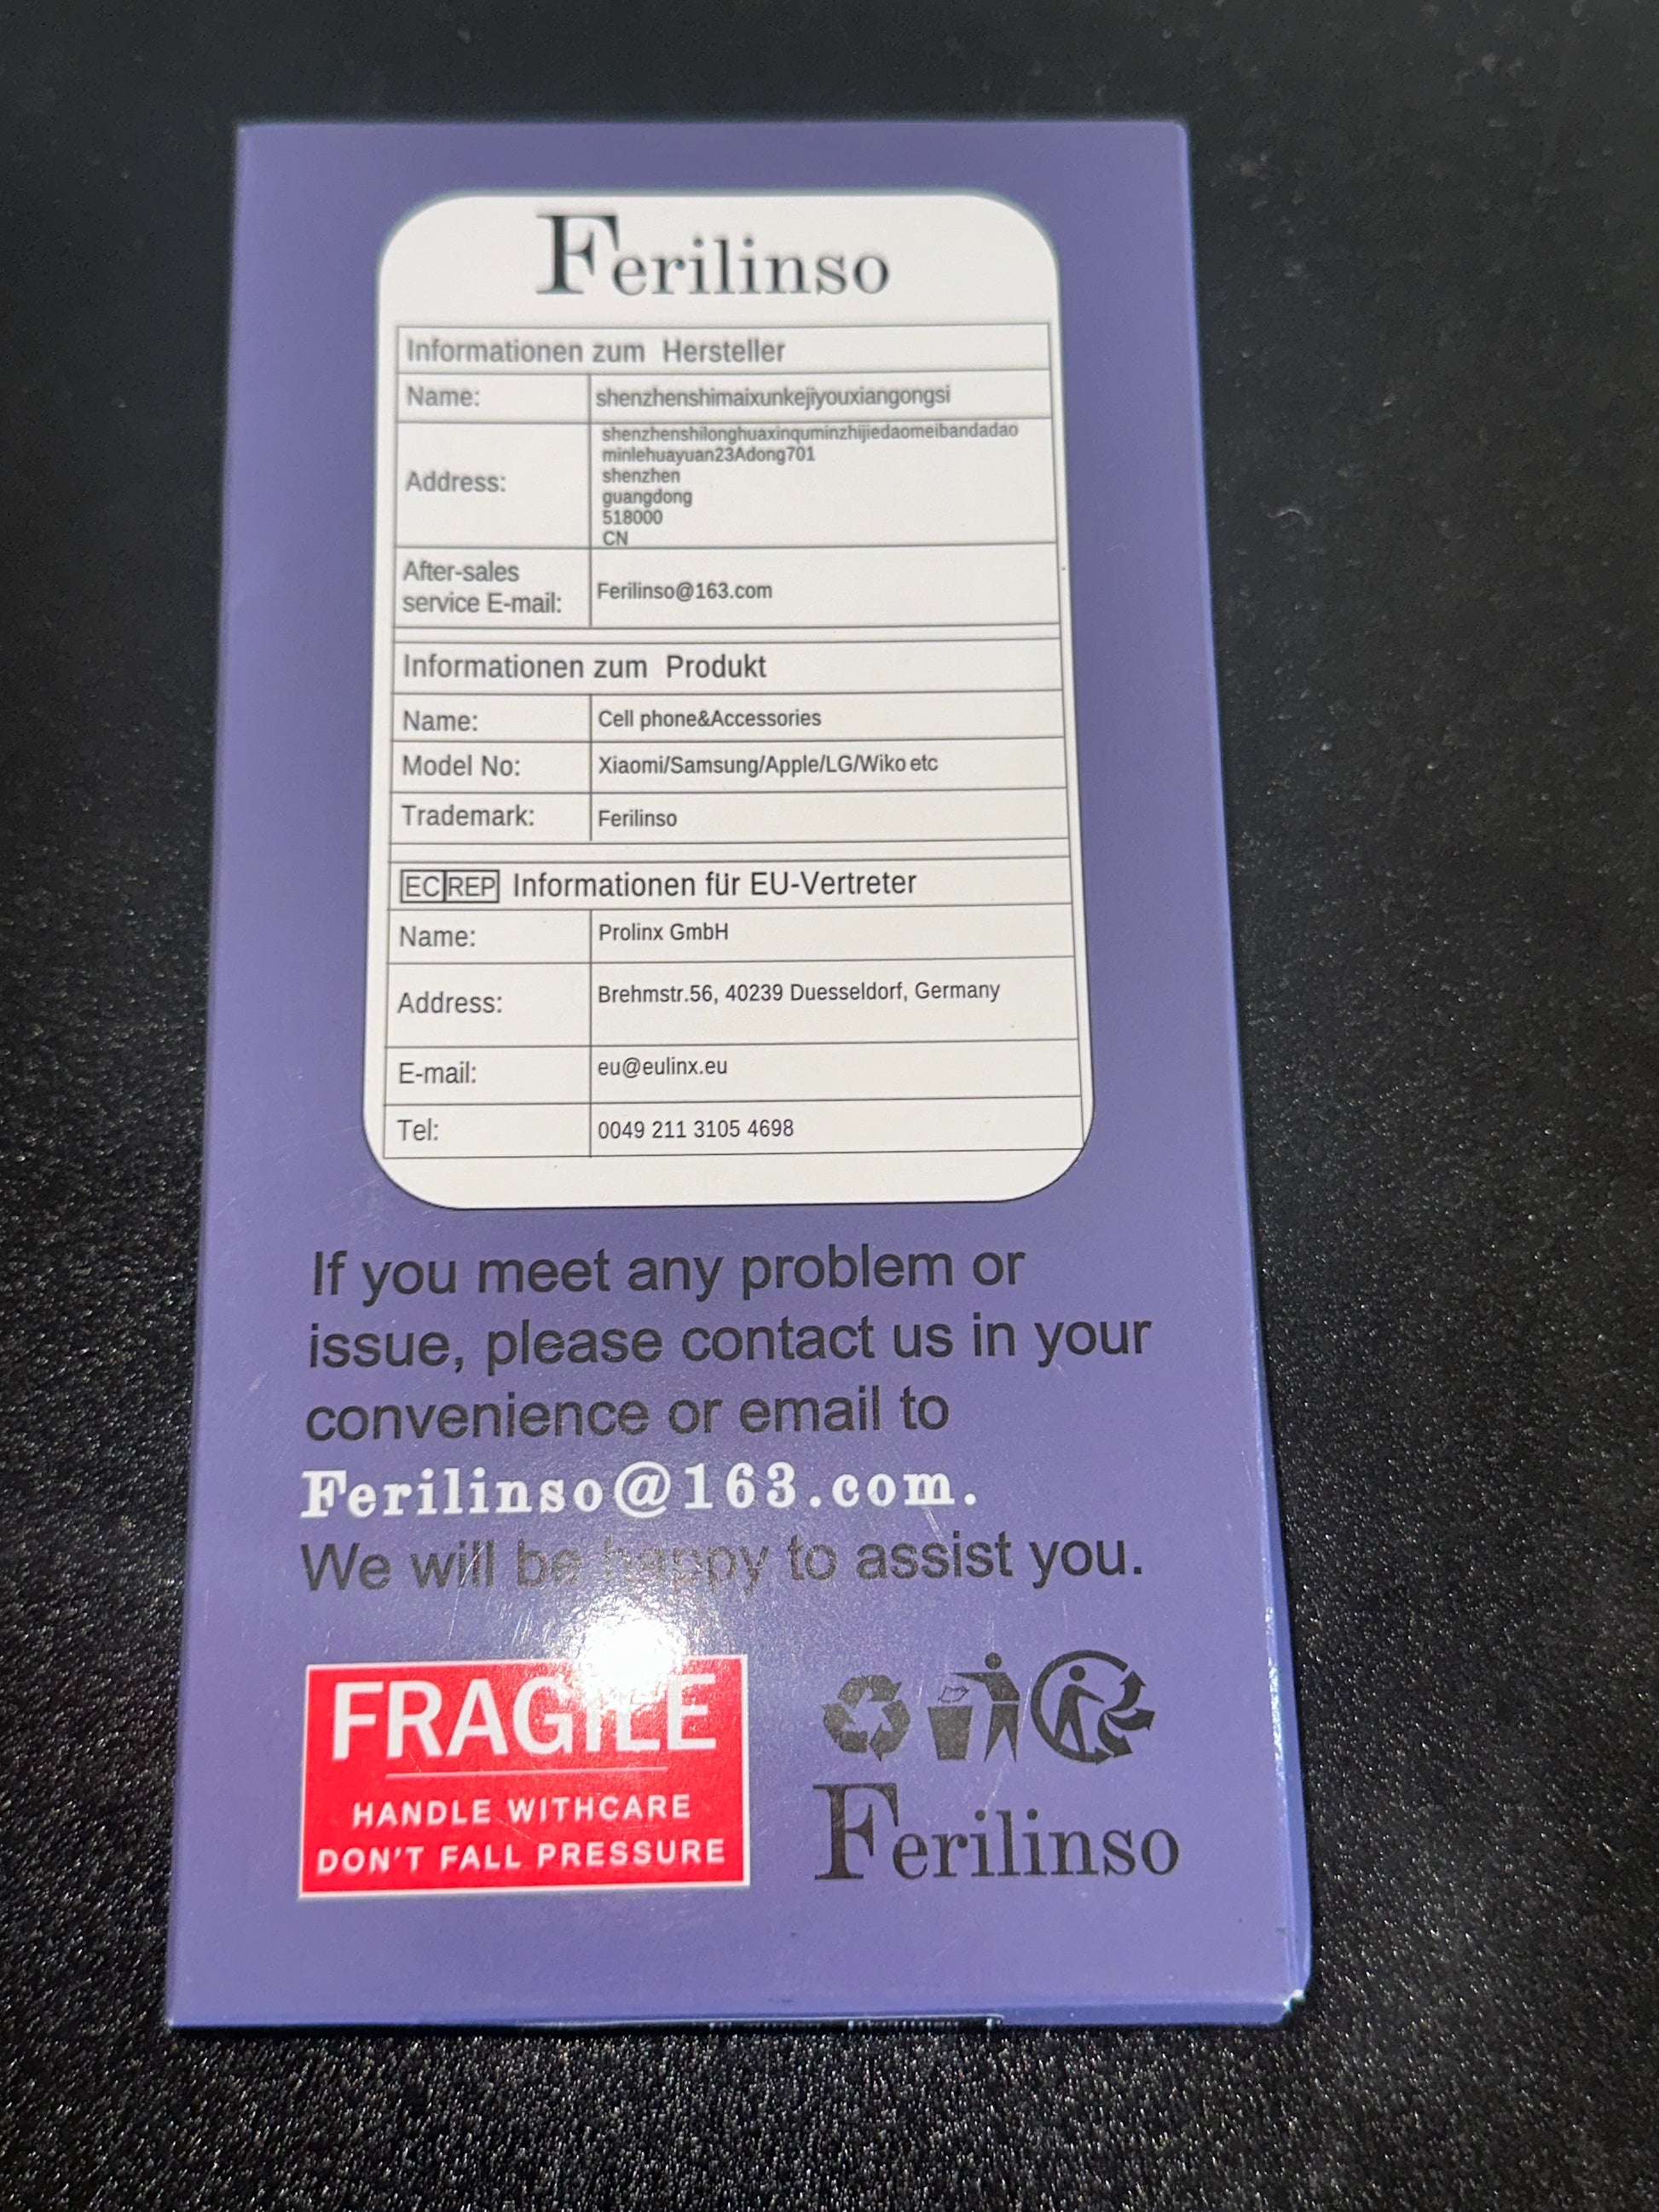 Ferilinso
Informationen zum Hersteller
Name: shenzhenshimaixunkejiyouxiangongsi
Address: shenzhenshilonghuaxinquminzhijiedaomeibandadao
minlehuayuan23Adong701
shenzhen
guangdong
518000
CN
After-sales
service E-mail: Ferilinso@163.com
Informationen zum Produkt
Name: Cell phone&Accessories
Model No: Xiaomi/Samsung/Apple/LG/Wiko etc
Trademark: Ferilinso
EC REP Informationen für EU-Vertreter
Name: Prolinx GmbH
Address: Brehmstr.56, 40239 Duesseldorf, Germany
E-mail: eu@eulinx.eu
Tel: 0049 211 3105 4698
If you meet any problem or
issue, please contact us in your
convenience or email to
Ferilinso@163.com.
We will be happy to assist you.
FRAGILE
HANDLE WITHCARE
DON'T FALL PRESSURE
Ferilinso